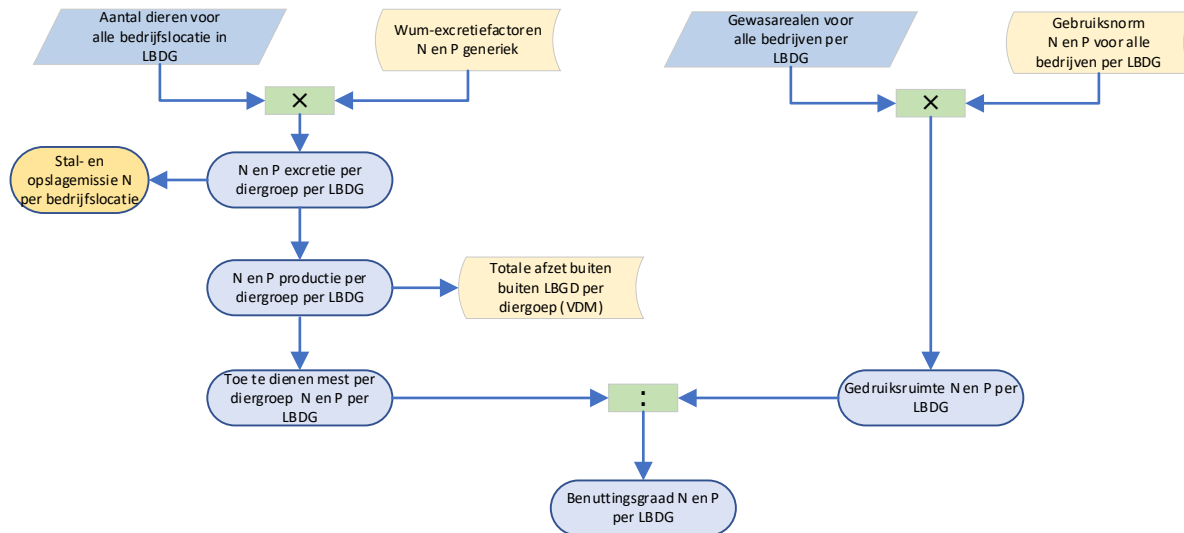 Aantal dieren voor
alle bedrijfslocatie in
LBDG
Wum-excretiefactoren
N en P generiek
Gewasarealen voor
alle bedrijven per
LBDG
Gebruiksnorm
N en P voor alle
bedrijven per LBDG
×
×
Stal- en
opslagemissie N
per bedrijfslocatie
N en P excretie per
diergroep per LBDG
N en P productie per
diergroep per LBDG
Totale afzet buiten
buiten LBGD per
diergoep (VDM)
Toe te dienen mest per
diergroep N en P per
LBDG
:
Gedruiksruimte N en P per
LBDG
Benuttingsgraad N en P
per LBDG